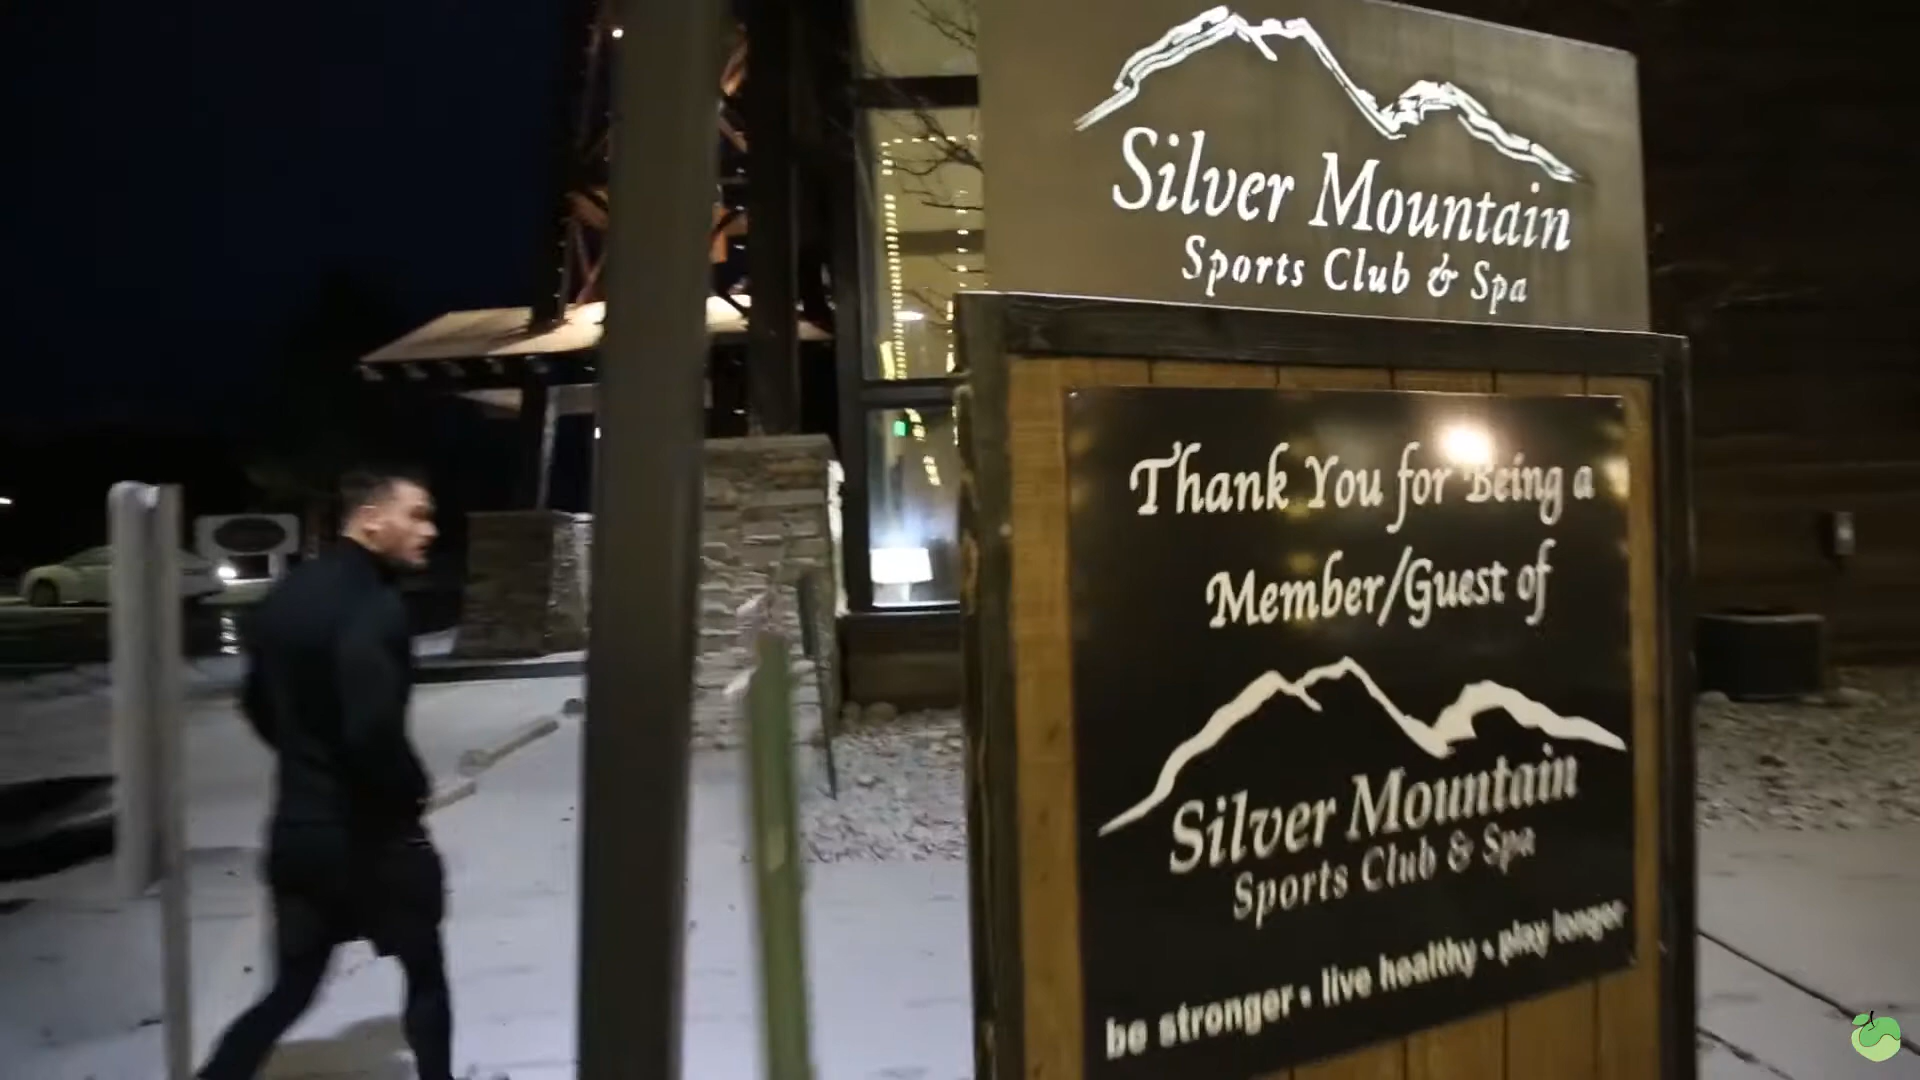 Silver Mountain
Sports Club & Spa
Thank You for Being a
Member/Guest of
Silver Mountain
Sports Club & Spa
be stronger • live healthy • play longer